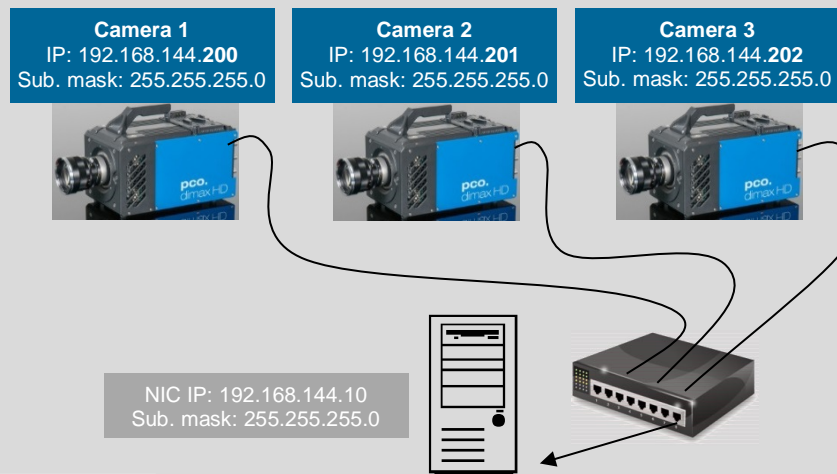 Camera 1
IP: 192.168.144.200
Sub. mask: 255.255.255.0
Camera 2
IP: 192.168.144.201
Sub. mask: 255.255.255.0
Camera 3
IP: 192.168.144.202
Sub. mask: 255.255.255.0
pco.
dimax HD
pco.
dimax HD
pco.
dimax HD
NIC IP: 192.168.144.10
Sub. mask: 255.255.255.0